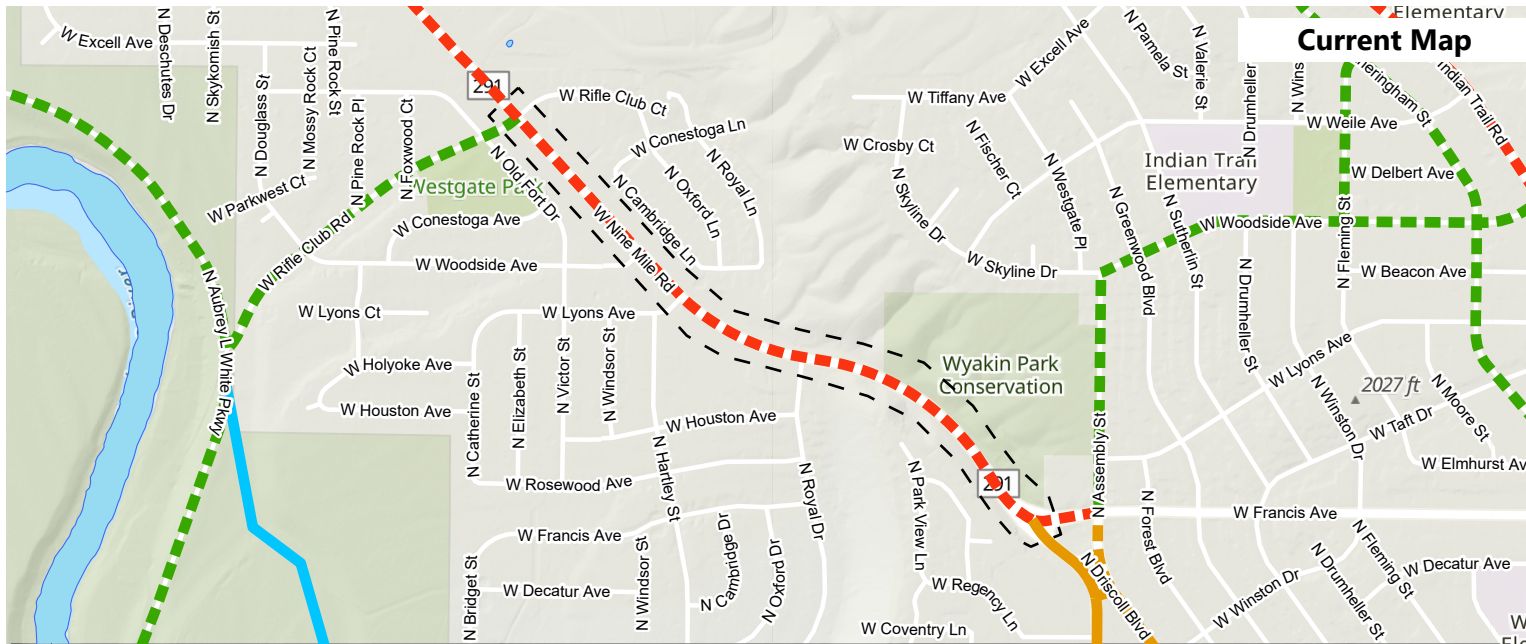 Elementary
Current Map
W Excell Ave
N Deschutes Dr
N Skykomish St
N Pine Rock St
N Mossy Rock Ct
N Douglass St
N Pine Rock Pl
N Foxwood Ct
291
W Rifle Club Ct
W Conestoga Ln
N Royal Ln
N Oxford Ln
N Cambridge Ln
N Old Fort Dr
Westgate Park
W Parkwest Ct
W Conestoga Ave
W Rifle Club Rd
W Woodside Ave
W Nine Mile Rd
N Aubrey L White Pkwy
W Lyons Ct
W Lyons Ave
W Holyoke Ave
W Houston Ave
N Catherine St
N Elizabeth St
N Victor St
N Windsor St
W Houston Ave
W Rosewood Ave
N Hartley St
N Royal Dr
W Francis Ave
N Bridget St
W Decatur Ave
N Windsor St
N Cambridge Dr
N Oxford Dr
W Excell Ave
N Pamela St
N Valerie St
N Drumheller
N Wins
heringham St
Indian Trail Rd
W Tiffany Ave
W Weile Ave
W Crosby Ct
N Fischer Ct
N Skyline Dr
N Westgate Pl
Indian Trail
Elementary
W Delbert Ave
N Greenwood Blvd
N Sutherlin St
W Woodside Ave
N Fleming St
W Skyline Dr
W Beacon Ave
N Drumheller St
Wyakin Park
Conservation
W Lyons Ave
2027 ft
N Winston Dr
N Moore St
W Taft Dr
N Assembly St
W Elmhurst Av
291
N Park View Ln
W Francis Ave
N Forest Blvd
N Driscoll Blvd
N Fleming St
N Drumheller St
W Decatur Ave
W Winston Dr
W Regency Ln
W Coventry Ln
W